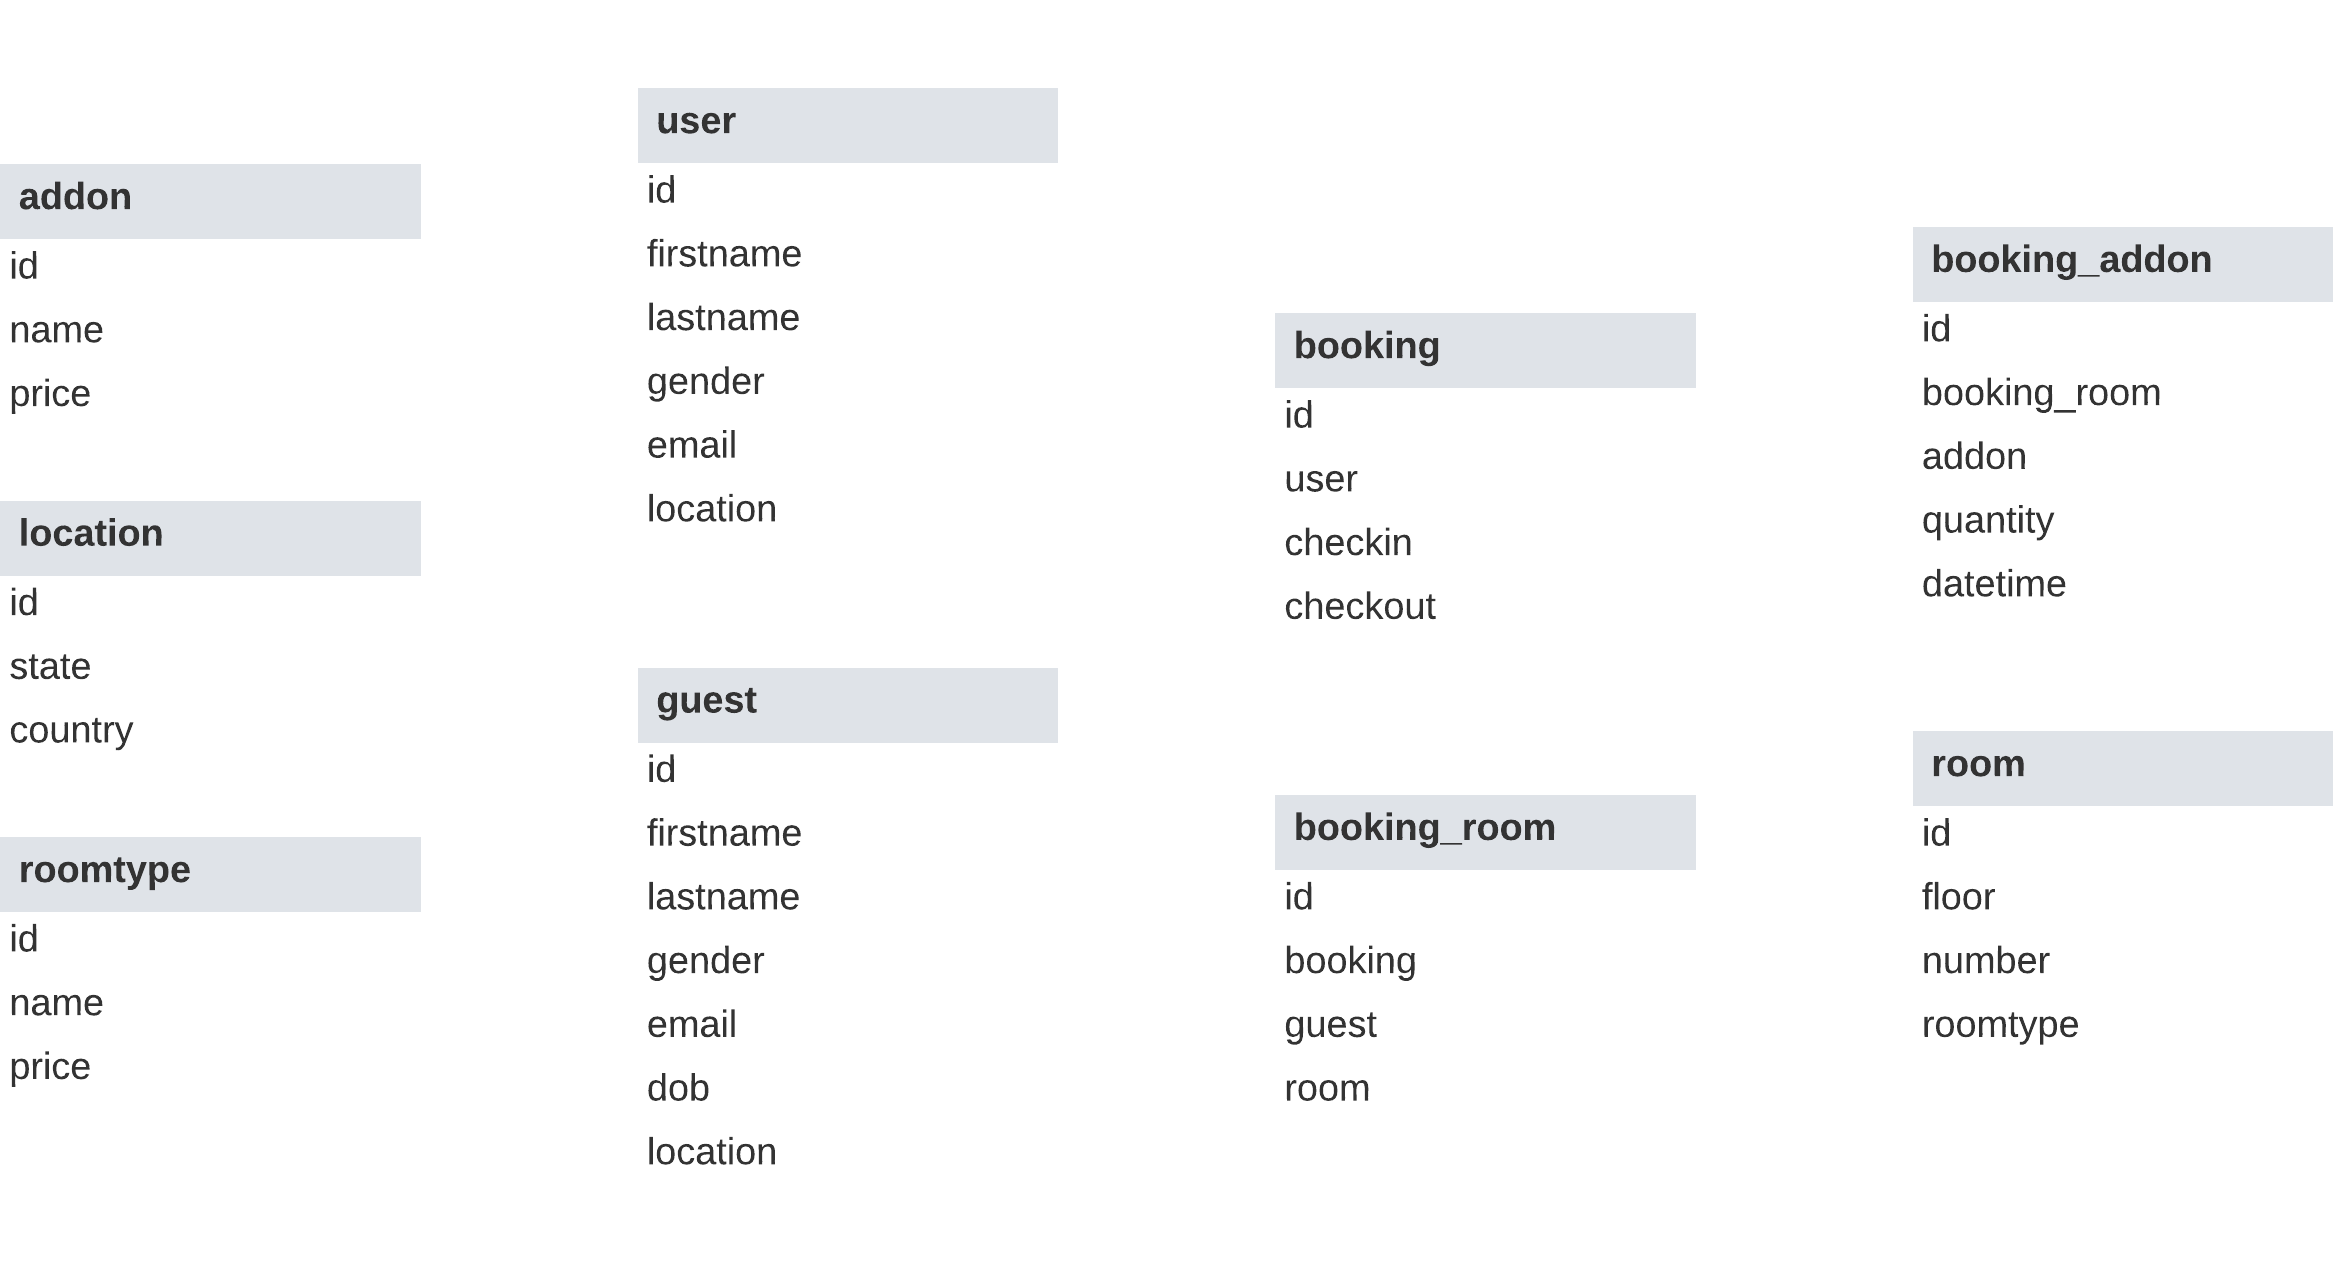 addon
id
name
price
location
id
state
country
roomtype
id
name
price
user
id
firstname
lastname
gender
email
location
guest
id
firstname
lastname
gender
email
dob
location
booking
id
user
checkin
checkout
booking_room
id
booking
guest
room
booking_addon
id
booking_room
addon
quantity
datetime
room
id
floor
number
roomtype